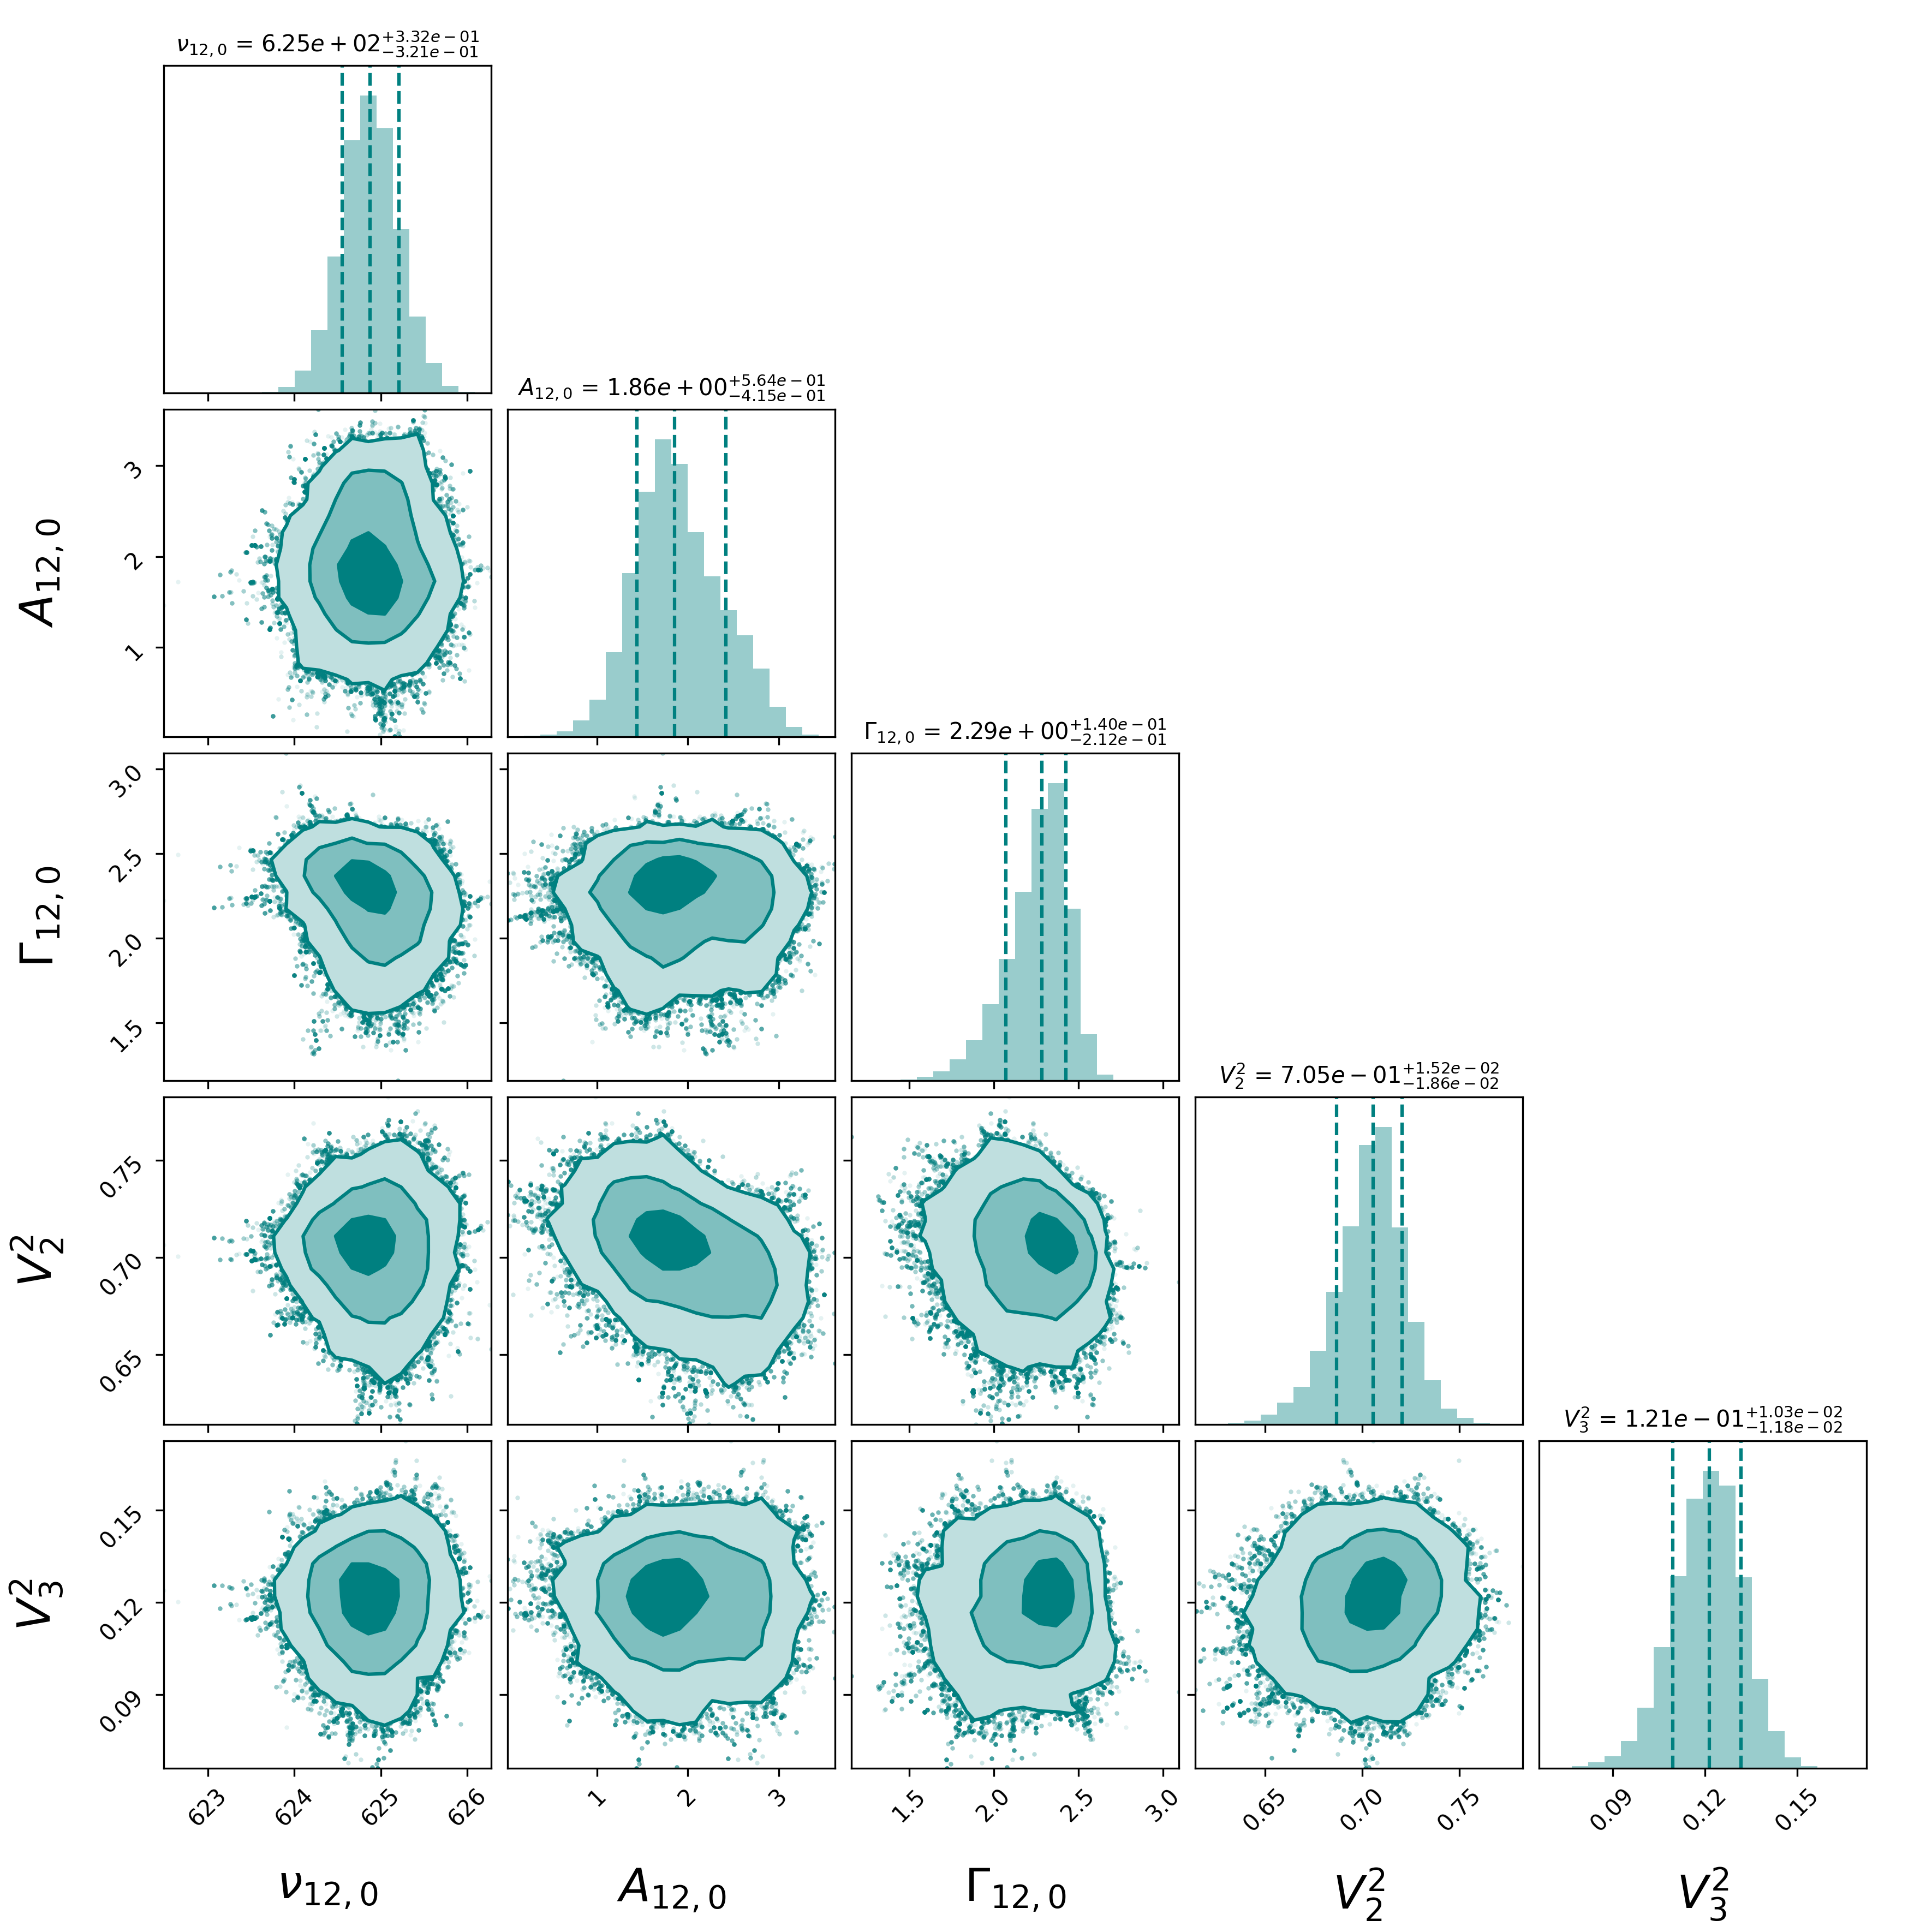 ν12,0 = 6.25e + 02 +3.32e−01 −3.21e−01
A12,0 = 1.86e + 00 +5.64e−01 −4.15e−01
3
2
1
A12,0
Γ12,0 = 2.29e + 00 +1.40e−01 −2.12e−01
3.0
2.5
2.0
1.5
Γ12,0
V₂² = 7.05e − 01 +1.52e−02 −1.86e−02
0.75
0.70
0.65
V₂²
V₃² = 1.21e − 01 +1.03e−02 −1.18e−02
0.15
0.12
0.09
V₃²
623 624 625 626 1 2 3 1.5 2.0 2.5 3.0 0.65 0.70 0.75 0.09 0.12 0.15
ν12,0 A12,0 Γ12,0 V₂² V₃²